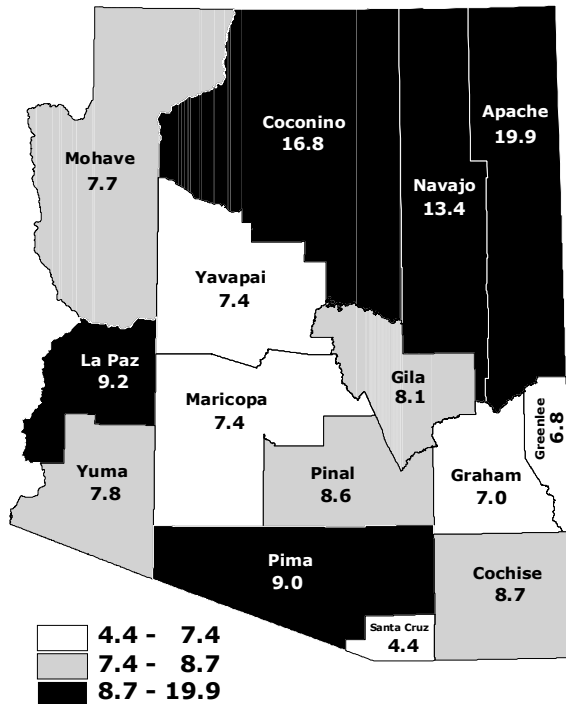 Coconino
16.8
Apache
19.9
Mohave
7.7
Navajo
13.4
Yavapai
7.4
La Paz
9.2
Gila
8.1
Maricopa
7.4
Greenlee
6.8
Yuma
7.8
Pinal
8.6
Graham
7.0
Pima
9.0
Cochise
8.7
Santa Cruz
4.4
4.4 - 7.4
7.4 - 8.7
8.7 - 19.9